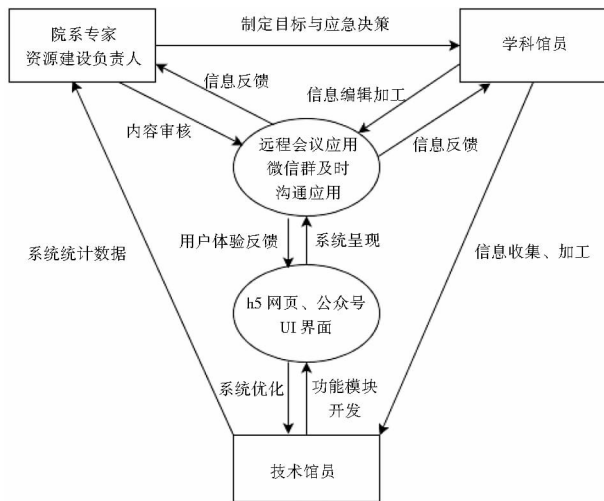 制定目标与应急决策
院系专家
资源建设负责人
学科馆员
信息反馈
信息编辑加工
内容审核
远程会议应用
微信群及时
沟通应用
信息反馈
用户体验反馈
系统呈现
系统统计数据
信息收集、加工
h5 网页、公众号
UI 界面
系统优化
功能模块
开发
技术馆员